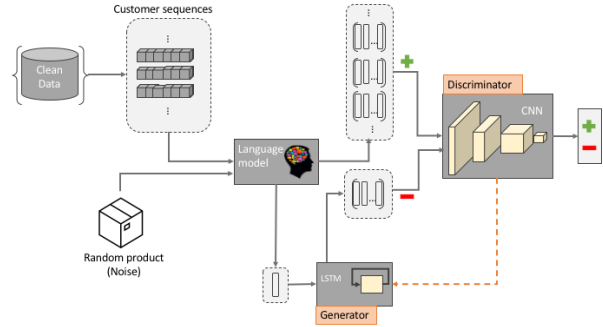 Customer sequences
Clean
Data
Discriminator
CNN
Language
model
Random product
(Noise)
LSTM
Generator